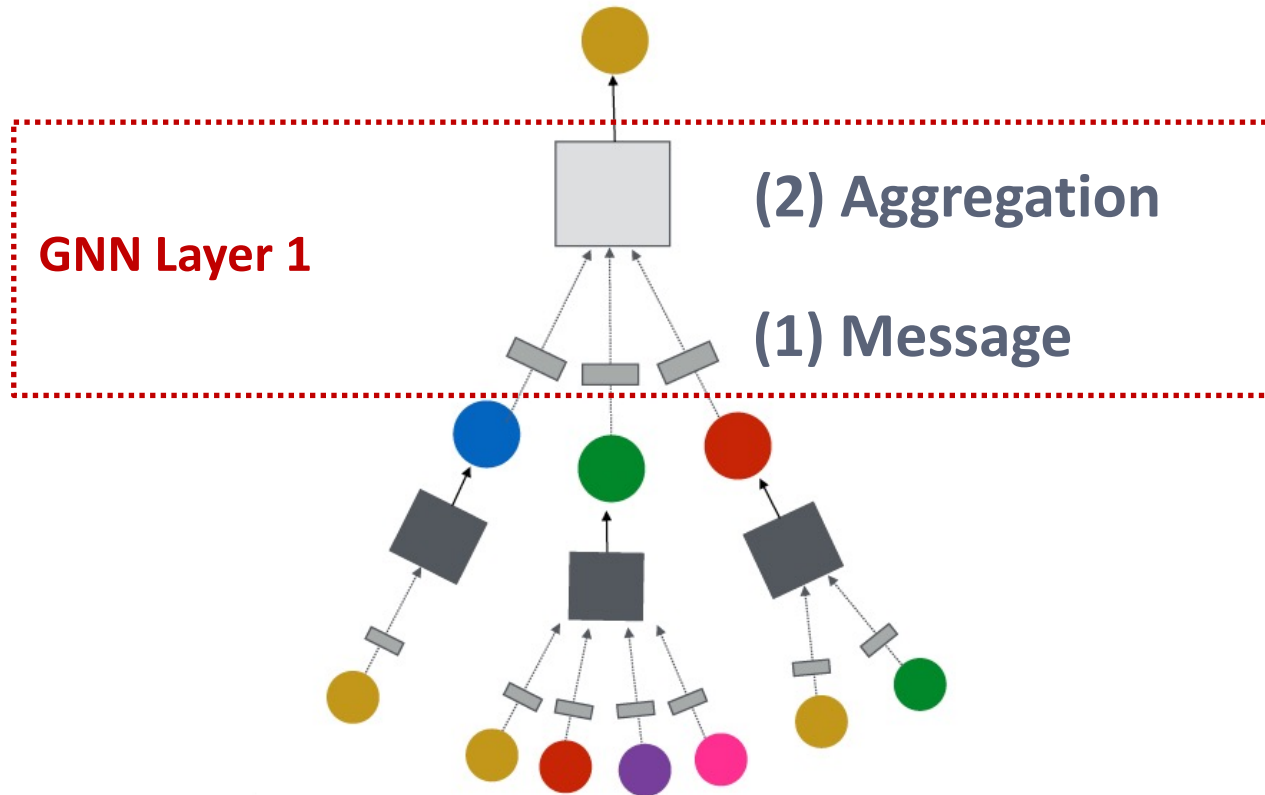 (2) Aggregation
GNN Layer 1
(1) Message